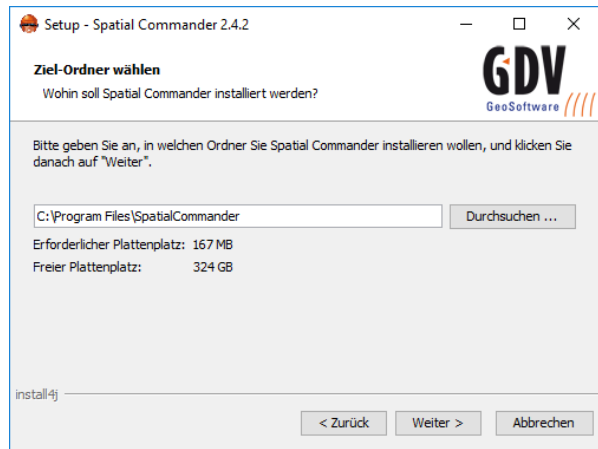 Setup - Spatial Commander 2.4.2
Ziel-Ordner wählen
Wohin soll Spatial Commander installiert werden?
GDV
GeoSoftware
Bitte geben Sie an, in welchen Ordner Sie Spatial Commander installieren wollen, und klicken Sie
danach auf "Weiter".
C:\Program Files\SpatialCommander
Durchsuchen ...
Erforderlicher Plattenplatz: 167 MB
Freier Plattenplatz: 324 GB
install4j
< Zurück
Weiter >
Abbrechen